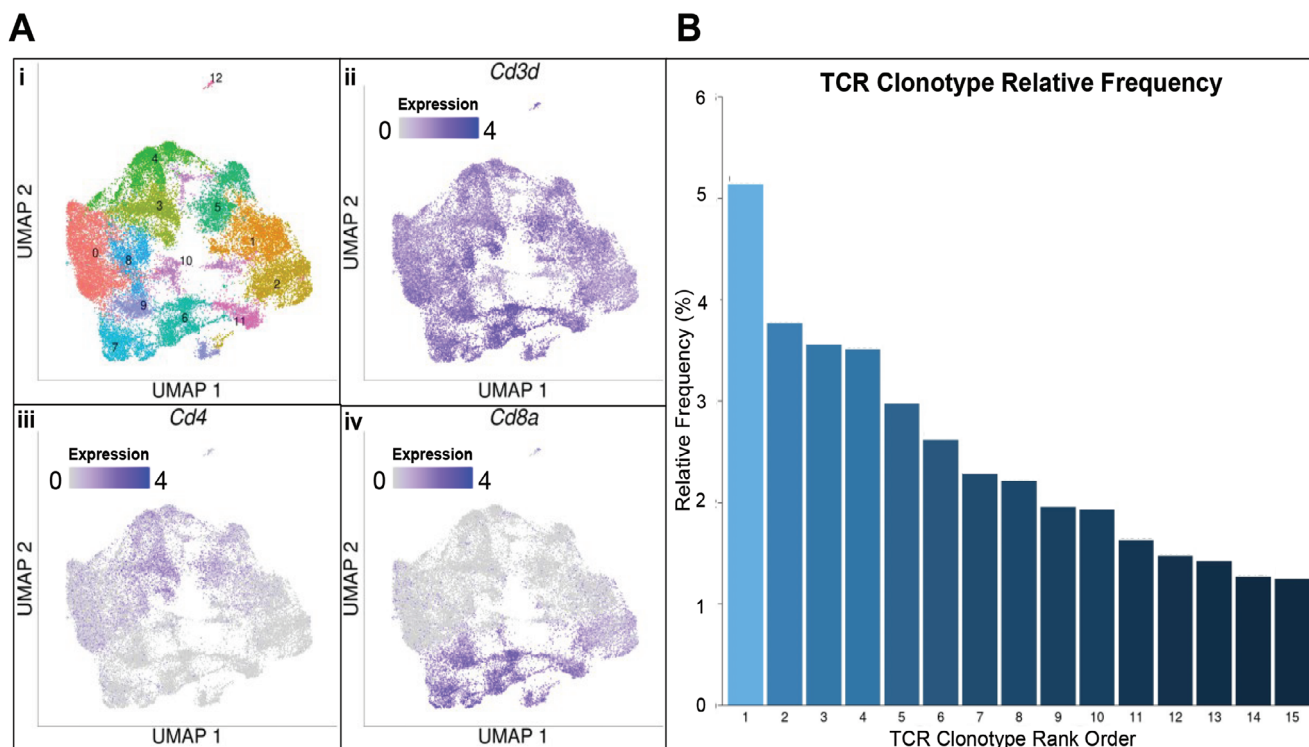 A
B
i
12
4
3
5
0
8
1
10
2
9
6
11
7
UMAP 2
UMAP 1
ii
Cd3d
Expression
0 4
UMAP 2
UMAP 1
iii
Cd4
Expression
0 4
UMAP 2
UMAP 1
iv
Cd8a
Expression
0 4
UMAP 2
UMAP 1
TCR Clonotype Relative Frequency
6
5
4
3
2
1
0
Relative Frequency (%)
1 2 3 4 5 6 7 8 9 10 11 12 13 14 15
TCR Clonotype Rank Order